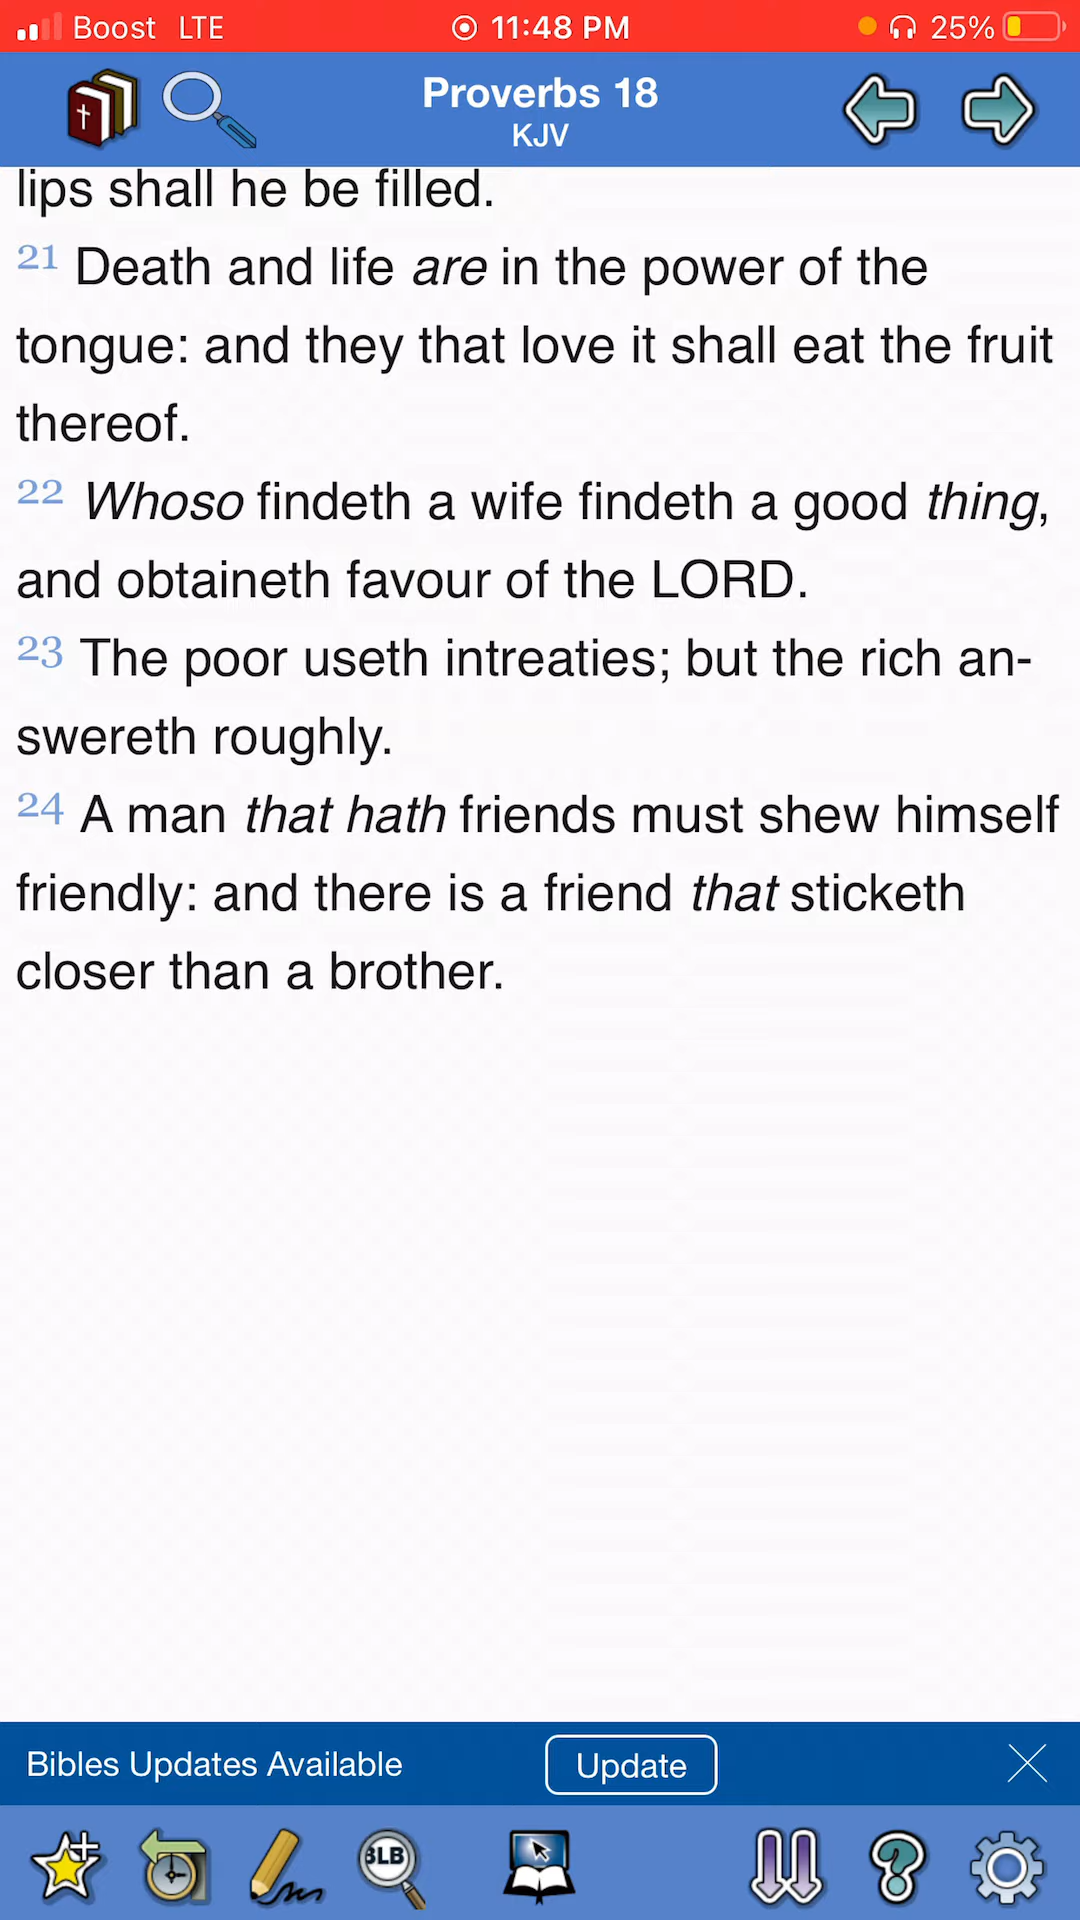 Boost LTE 11:48 PM 25%
Proverbs 18
KJV
lips shall he be filled.
21 Death and life are in the power of the
tongue: and they that love it shall eat the fruit
thereof.
22 Whoso findeth a wife findeth a good thing,
and obtaineth favour of the LORD.
23 The poor useth intreaties; but the rich an-
swereth roughly.
24 A man that hath friends must shew himself
friendly: and there is a friend that sticketh
closer than a brother.
Bibles Updates Available Update
BLB